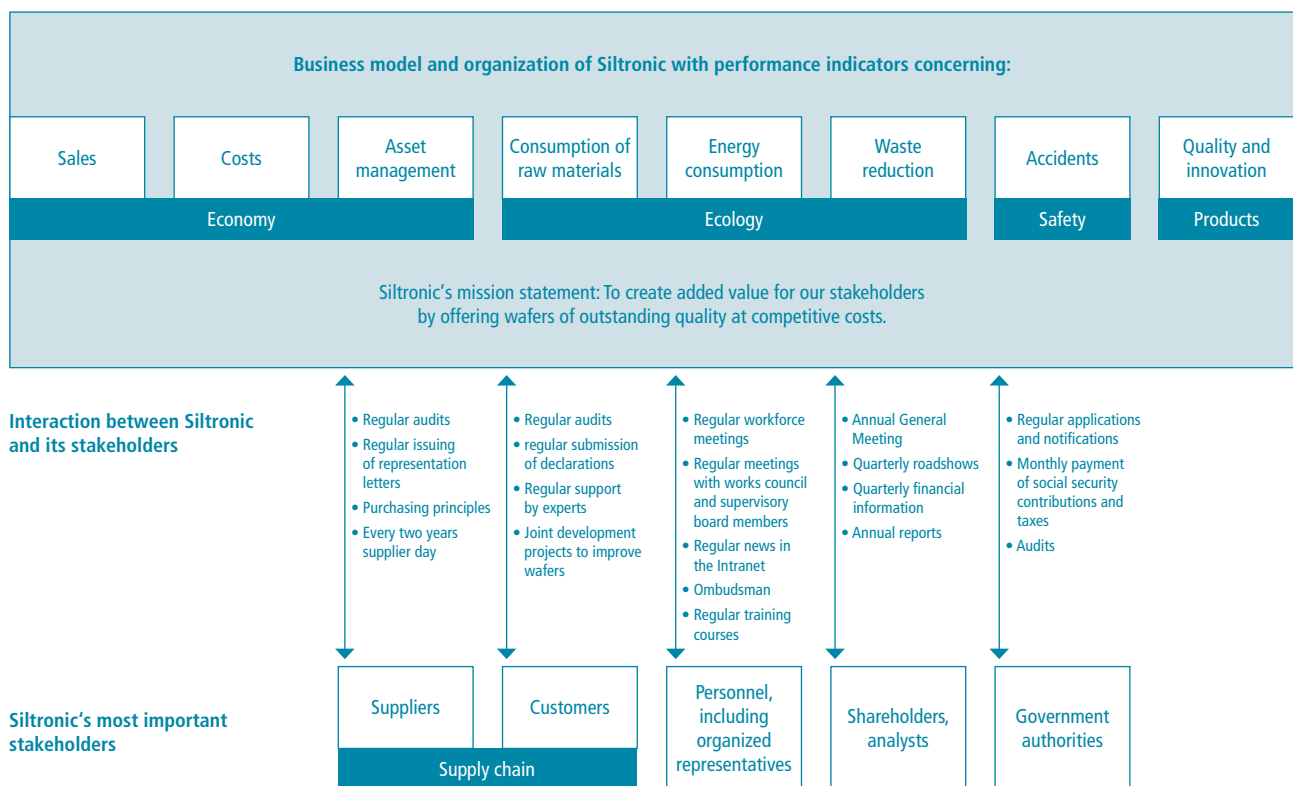 Business model and organization of Siltronic with performance indicators concerning:
Sales
Costs
Asset
management
Consumption of
raw materials
Energy
consumption
Waste
reduction
Accidents
Quality and
innovation
Economy
Ecology
Safety
Products
Siltronic's mission statement: To create added value for our stakeholders
by offering wafers of outstanding quality at competitive costs.
Interaction between Siltronic
and its stakeholders
• Regular audits
• Regular issuing
of representation
letters
• Purchasing principles
• Every two years
supplier day
• Regular audits
• regular submission
of declarations
• Regular support
by experts
• Joint development
projects to improve
wafers
• Regular workforce
meetings
• Regular meetings
with works council
and supervisory
board members
• Regular news in
the Intranet
• Ombudsman
• Regular training
courses
• Annual General
Meeting
• Quarterly roadshows
• Quarterly financial
information
• Annual reports
• Regular applications
and notifications
• Monthly payment
of social security
contributions and
taxes
• Audits
Siltronic‘s most important
stakeholders
Suppliers
Customers
Supply chain
Personnel,
including
organized
representatives
Shareholders,
analysts
Government
authorities